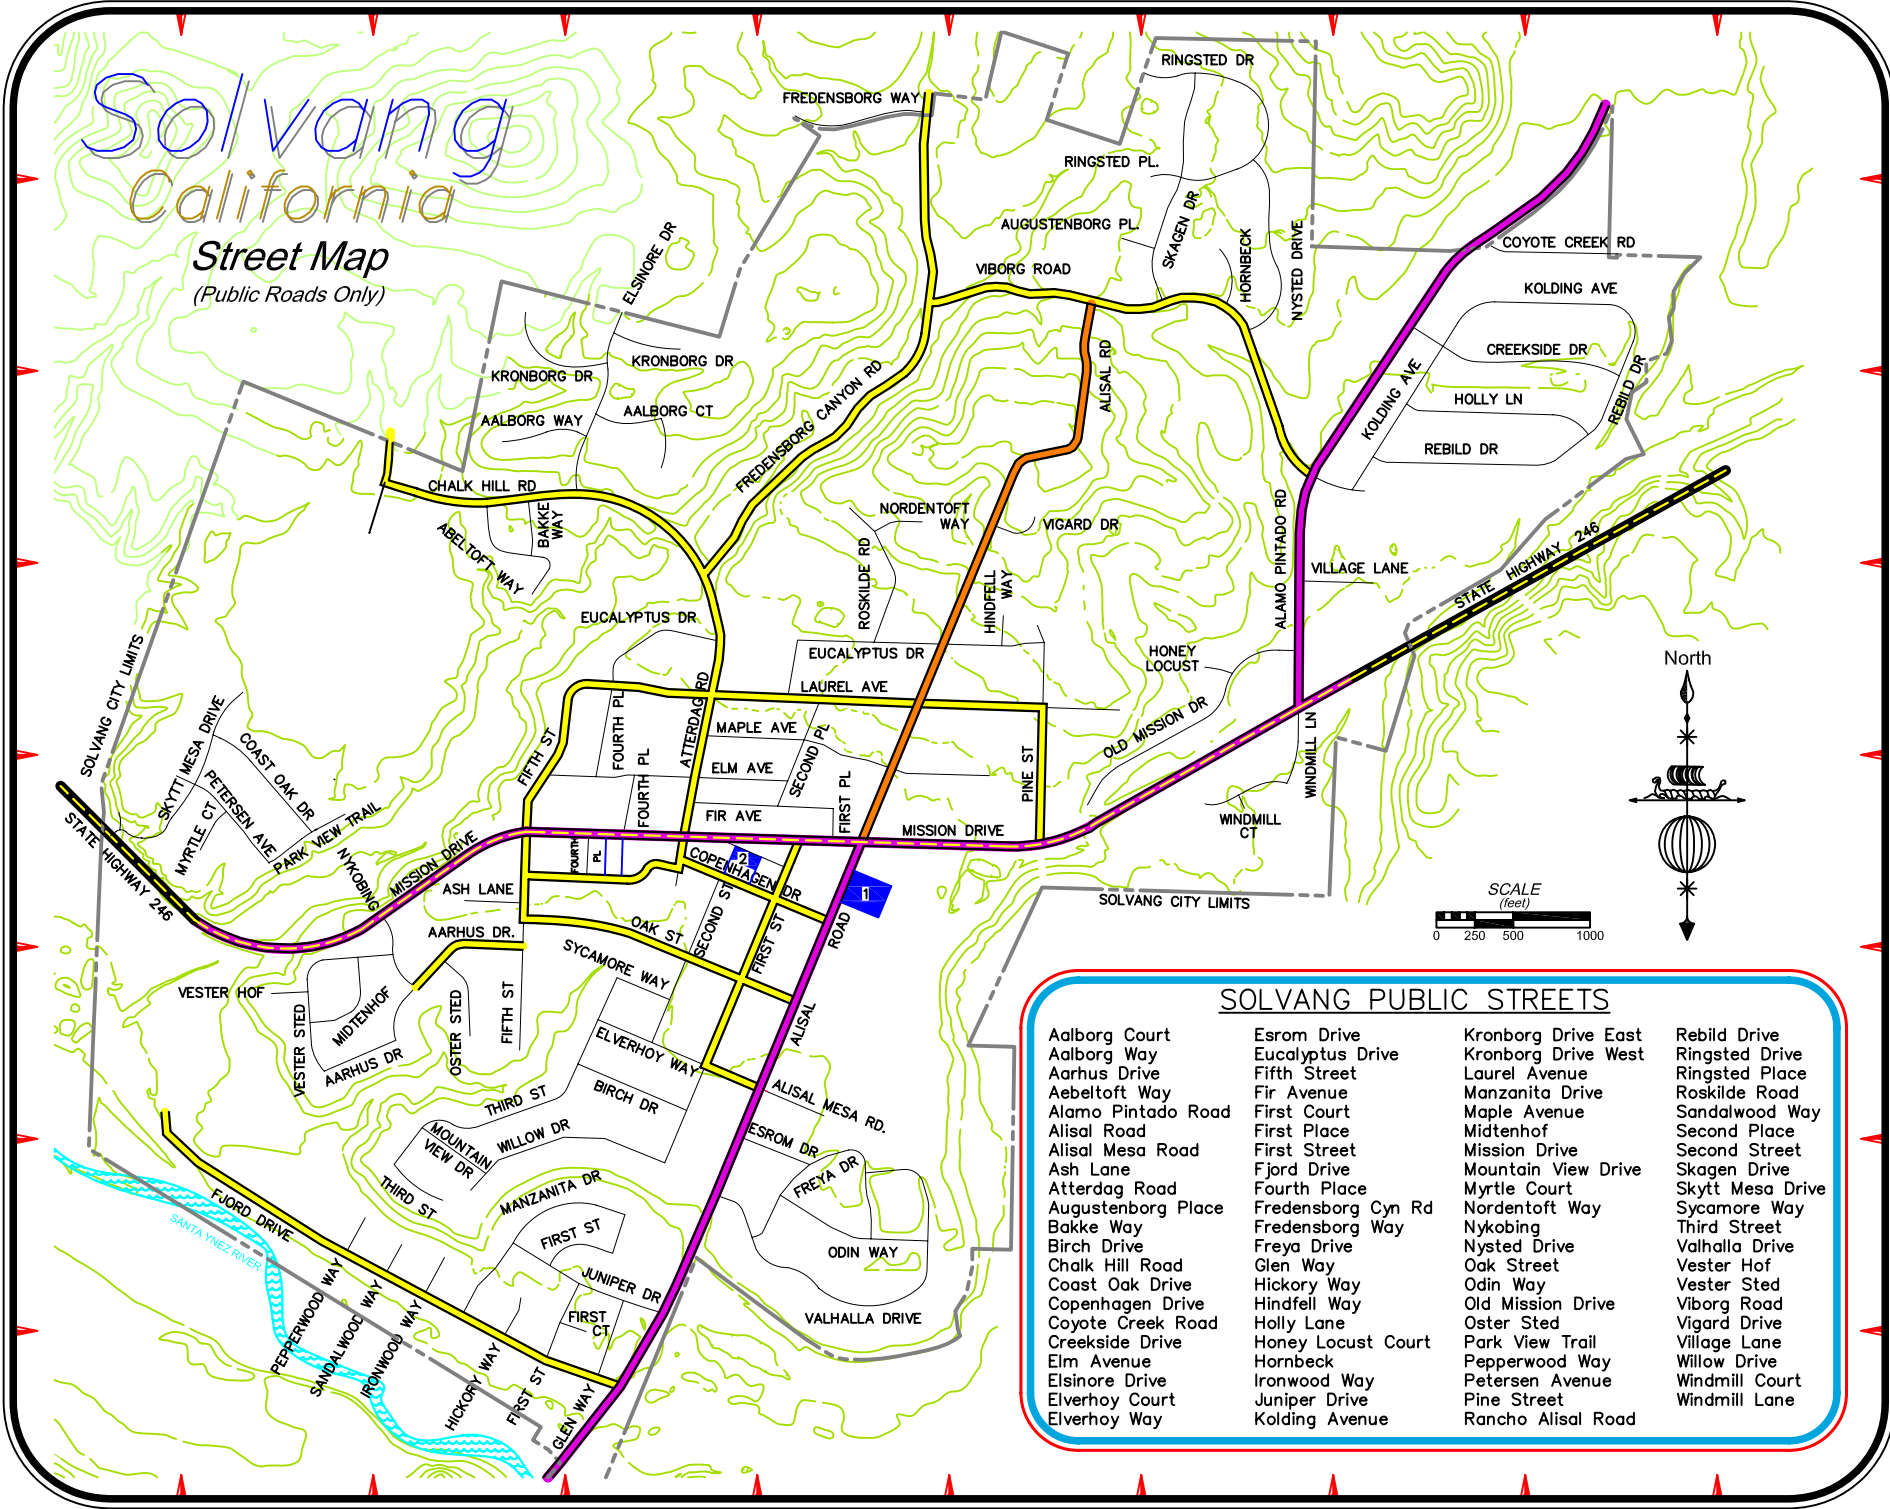 Solvang
California
Street Map
(Public Roads Only)
FREDENSBORG WAY
RINGSTED DR
RINGSTED PL.
AUGUSTENBORG PL.
SKAGEN DR
HORNBECK
NYSTED DRIVE
VIBORG ROAD
COYOTE CREEK RD
KOLDING AVE
CREEKSIDE DR
KOLDING AVE
HOLLY LN
REBILD DR
REBILD DR
ELSINORE DR
KRONBORG DR
KRONBORG DR
AALBORG WAY
AALBORG CT
FREDENSBORG CANYON RD
ALISAL RD
CHALK HILL RD
BAKKE
WAY
ABELTOFT WAY
NORDENTOFT
WAY
VIGARD DR
ROSKILDE RD
HINDFELL
WAY
ALAMO PINTADO RD
VILLAGE LANE
STATE HIGHWAY 246
EUCALYPTUS DR
EUCALYPTUS DR
HONEY
LOCUST
LAUREL AVE
OLD MISSION DR
SOLVANG CITY LIMITS
North
FIFTH ST
FOURTH PL
ATTERDAG RD
MAPLE AVE
SECOND PL
ELM AVE
FOURTH PL
FIRST PL
FIR AVE
PINE ST
WINDMILL LN
WINDMILL
CT
MISSION DRIVE
SKYTT MESA DRIVE
COAST OAK DR
PETERSEN AVE
MYRTLE CT
PARK VIEW TRAIL
STATE HIGHWAY 246
NYKOBING
MISSION DRIVE
FOURTH
PL
2
COPENHAGEN DR
1
ASH LANE
SECOND ST
FIRST ST
ROAD
SOLVANG CITY LIMITS
SCALE
(feet)
0 250 500 1000
AARHUS DR.
OAK ST
SYCAMORE WAY
VESTER HOF
MIDTENHOF
VESTER STED
AARHUS DR
OSTER STED
FIFTH ST
ALISAL
ELVERHOY WAY
BIRCH DR
THIRD ST
ALISAL MESA RD.
MOUNTAIN
VIEW DR
WILLOW DR
ESROM DR
FREYA DR
THIRD ST
MANZANITA DR
FIRST ST
ODIN WAY
FJORD DRIVE
SANTA YNEZ RIVER
JUNIPER DR
FIRST
CT
VALHALLA DRIVE
PEPPERWOOD WAY
SANDALWOOD WAY
IRONWOOD WAY
HICKORY WAY
FIRST ST
GLEN WAY
SOLVANG PUBLIC STREETS
Aalborg Court
Aalborg Way
Aarhus Drive
Aebeltoft Way
Alamo Pintado Road
Alisal Road
Alisal Mesa Road
Ash Lane
Atterdag Road
Augustenborg Place
Bakke Way
Birch Drive
Chalk Hill Road
Coast Oak Drive
Copenhagen Drive
Coyote Creek Road
Creekside Drive
Elm Avenue
Elsinore Drive
Elverhoy Court
Elverhoy Way
Esrom Drive
Eucalyptus Drive
Fifth Street
Fir Avenue
First Court
First Place
First Street
Fjord Drive
Fourth Place
Fredensborg Cyn Rd
Fredensborg Way
Freya Drive
Glen Way
Hickory Way
Hindfell Way
Holly Lane
Honey Locust Court
Hornbeck
Ironwood Way
Juniper Drive
Kolding Avenue
Kronborg Drive East
Kronborg Drive West
Laurel Avenue
Manzanita Drive
Maple Avenue
Midtenhof
Mission Drive
Mountain View Drive
Myrtle Court
Nordentoft Way
Nykobing
Nysted Drive
Oak Street
Odin Way
Old Mission Drive
Oster Sted
Park View Trail
Pepperwood Way
Petersen Avenue
Pine Street
Rancho Alisal Road
Rebild Drive
Ringsted Drive
Ringsted Place
Roskilde Road
Sandalwood Way
Second Place
Second Street
Skagen Drive
Skytt Mesa Drive
Sycamore Way
Third Street
Valhalla Drive
Vester Hof
Vester Sted
Viborg Road
Vigard Drive
Village Lane
Willow Drive
Windmill Court
Windmill Lane